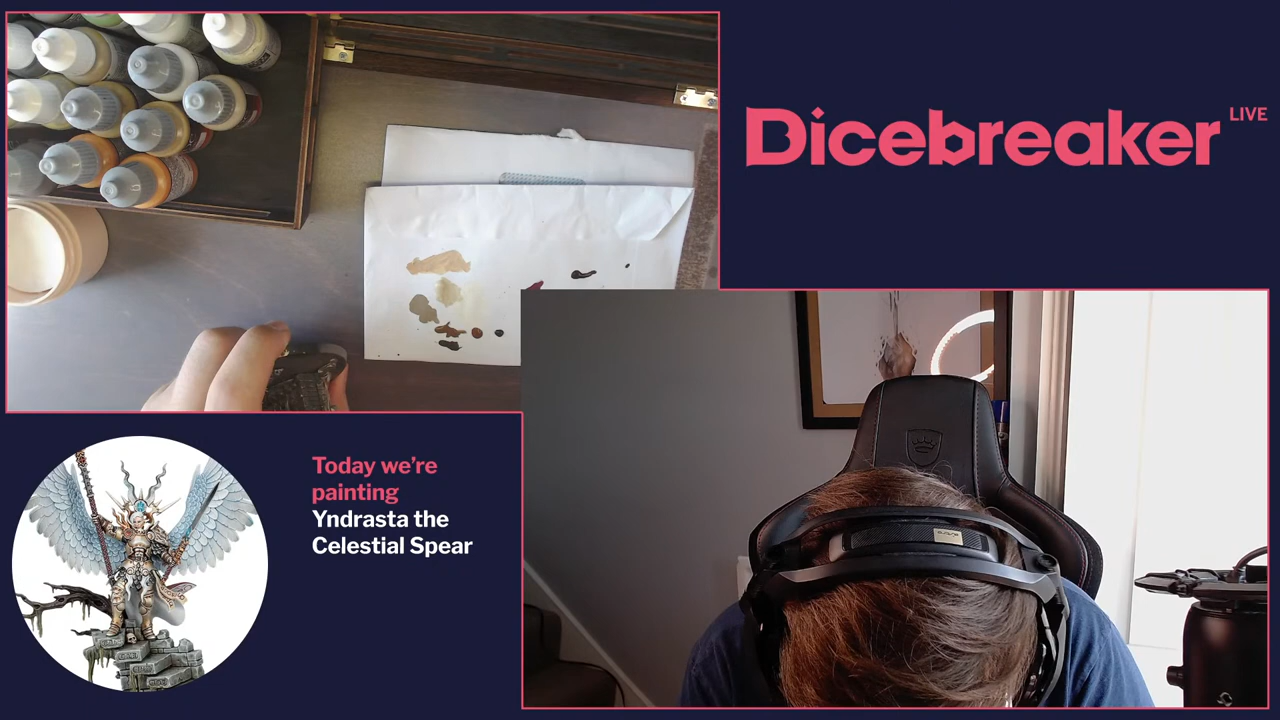 Dicebreaker LIVE
Today we're
painting
Yndrasta the
Celestial Spear